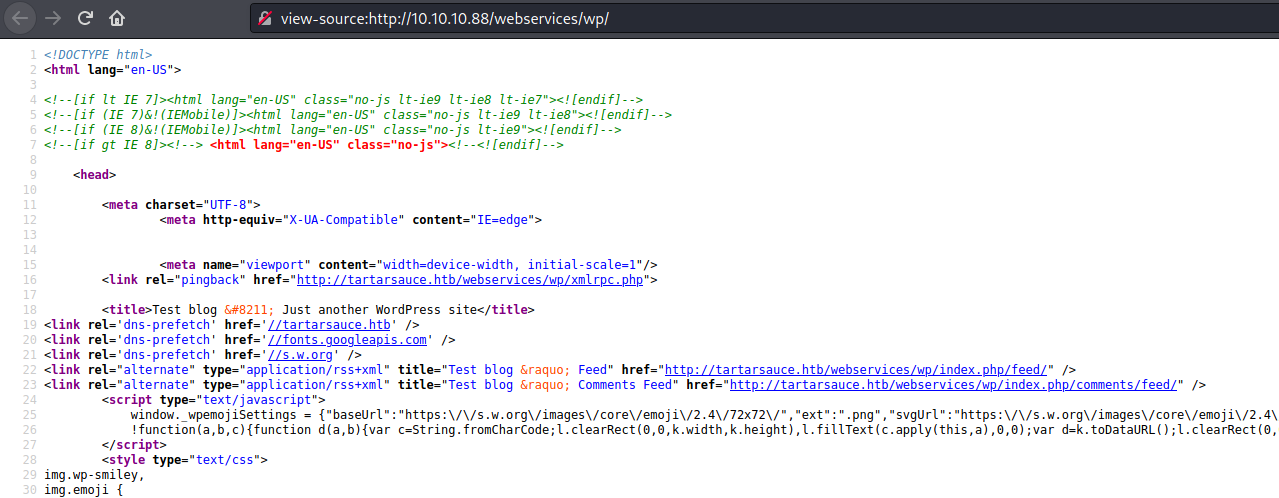 view-source:http://10.10.10.88/webservices/wp/
1 <!DOCTYPE html>
2 <html lang="en-US">
3
4 <!--[if lt IE 7]><html lang="en-US" class="no-js lt-ie9 lt-ie8 lt-ie7"><![endif]-->
5 <!--[if (IE 7)&!(IEMobile)]><html lang="en-US" class="no-js lt-ie9 lt-ie8"><![endif]-->
6 <!--[if (IE 8)&!(IEMobile)]><html lang="en-US" class="no-js lt-ie9"><![endif]-->
7 <!--[if gt IE 8]><!--> <html lang="en-US" class="no-js"><!--<![endif]-->
8
9 <head>
10
11 <meta charset="UTF-8">
12 <meta http-equiv="X-UA-Compatible" content="IE=edge">
13
14
15 <meta name="viewport" content="width=device-width, initial-scale=1"/>
16 <link rel="pingback" href="http://tartarsauce.htb/webservices/wp/xmlrpc.php">
17
18 <title>Test blog &#8211; Just another WordPress site</title>
19 <link rel='dns-prefetch' href='//tartarsauce.htb' />
20 <link rel='dns-prefetch' href='//fonts.googleapis.com' />
21 <link rel='dns-prefetch' href='//s.w.org' />
22 <link rel="alternate" type="application/rss+xml" title="Test blog &raquo; Feed" href="http://tartarsauce.htb/webservices/wp/index.php/feed/" />
23 <link rel="alternate" type="application/rss+xml" title="Test blog &raquo; Comments Feed" href="http://tartarsauce.htb/webservices/wp/index.php/comments/feed/" />
24 <script type="text/javascript">
25 window._wpemojiSettings = {"baseUrl":"https:\/\/s.w.org\/images\/core\/emoji\/2.4\/72x72\/","ext":".png","svgUrl":"https:\/\/s.w.org\/images\/core\/emoji\/2.4\
26 !function(a,b,c){function d(a,b){var c=String.fromCharCode;l.clearRect(0,0,k.width,k.height),l.fillText(c.apply(this,a),0,0);var d=k.toDataURL();l.clearRect(0,
27 </script>
28 <style type="text/css">
29 img.wp-smiley,
30 img.emoji {